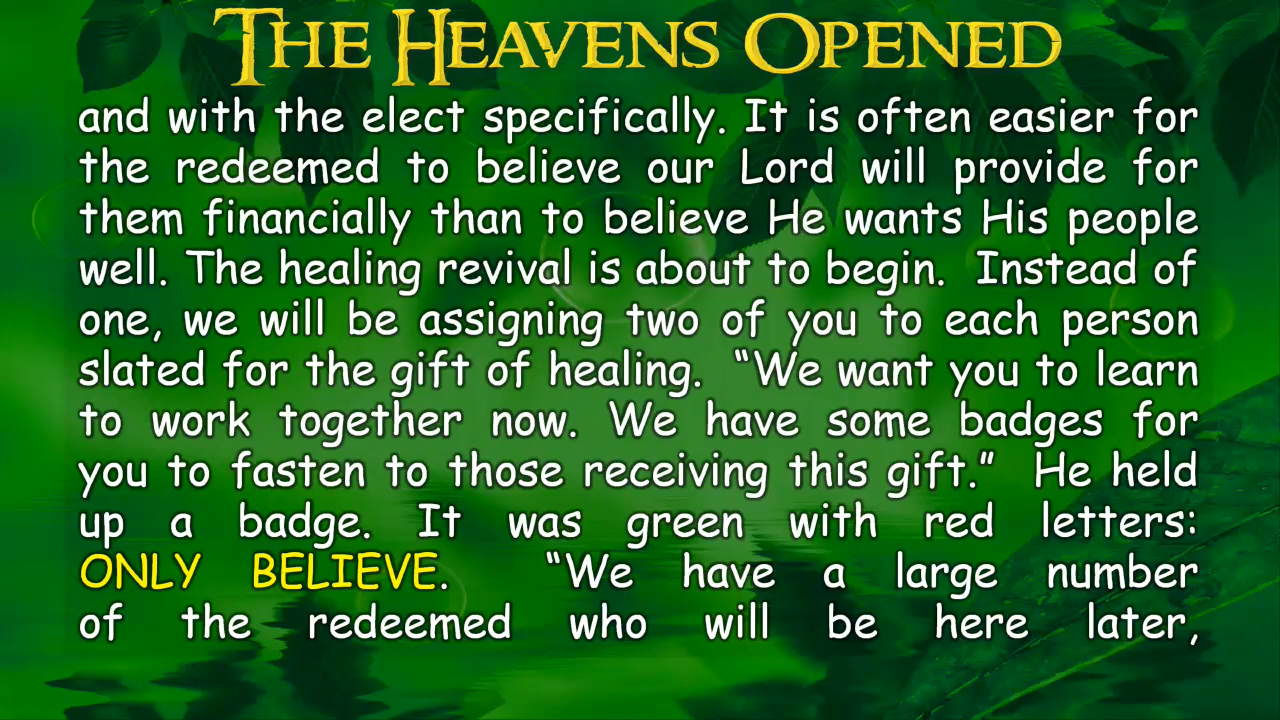 THE HEAVENS OPENED
and with the elect specifically. It is often easier for
the redeemed to believe our Lord will provide for
them financially than to believe He wants His people
well. The healing revival is about to begin.  Instead of
one, we will be assigning two of you to each person
slated for the gift of healing.  “We want you to learn
to work together now. We have some badges for
you to fasten to those receiving this gift.”  He held
up a badge. It was green with red letters:
ONLY BELIEVE.  “We have a large number
of the redeemed who will be here later,